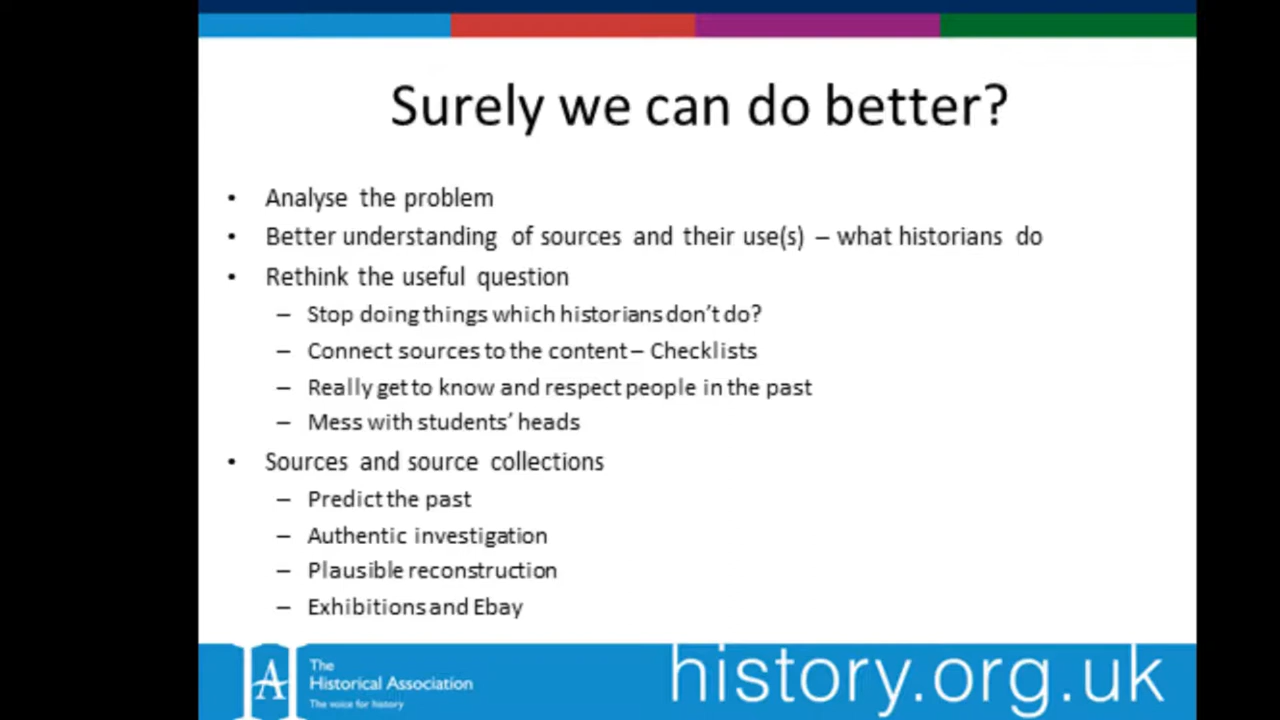 Surely we can do better?
• Analyse the problem
• Better understanding of sources and their use(s) – what historians do
• Rethink the useful question
– Stop doing things which historians don't do?
– Connect sources to the content – Checklists
– Really get to know and respect people in the past
– Mess with students' heads
• Sources and source collections
– Predict the past
– Authentic investigation
– Plausible reconstruction
– Exhibitions and Ebay
A
The
Historical Association
The voice for history
history.org.uk